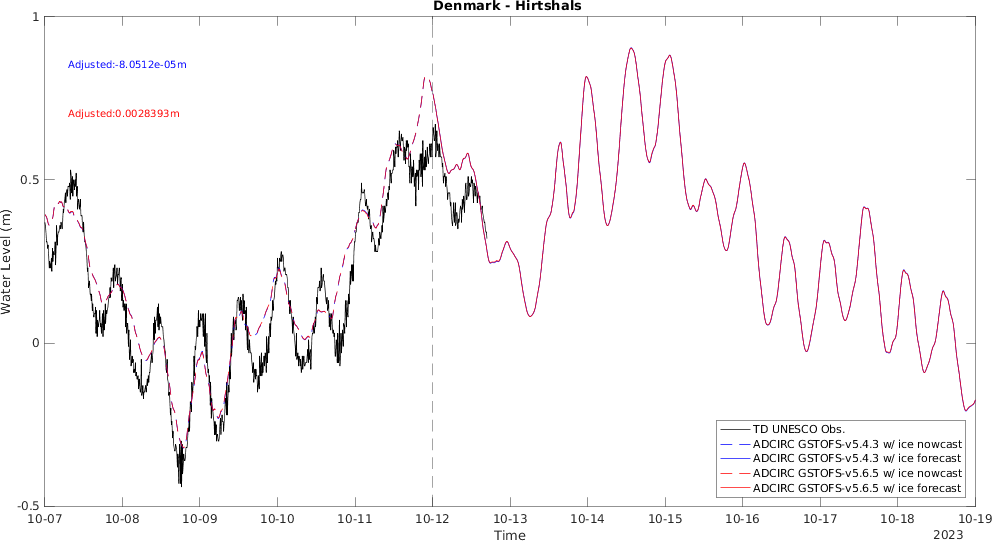 Denmark - Hirtshals
Adjusted:-8.0512e-05m
Adjusted:0.0028393m
Water Level (m)
1
0.5
0
-0.5
TD UNESCO Obs.
ADCIRC GSTOFS-v5.4.3 w/ ice nowcast
ADCIRC GSTOFS-v5.4.3 w/ ice forecast
ADCIRC GSTOFS-v5.6.5 w/ ice nowcast
ADCIRC GSTOFS-v5.6.5 w/ ice forecast
10-07 10-08 10-09 10-10 10-11 10-12 10-13 10-14 10-15 10-16 10-17 10-18 10-19
Time
2023